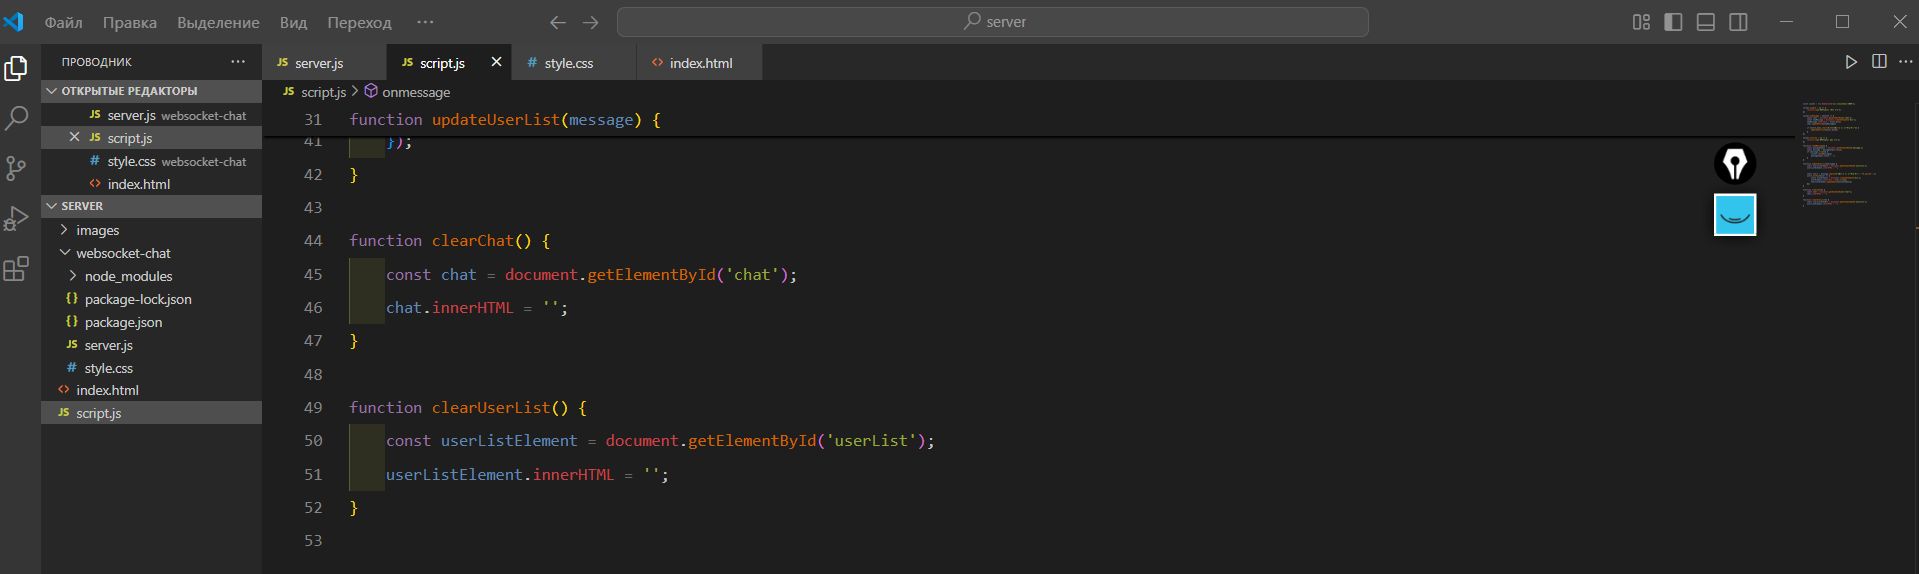 Файл Правка Выделение Вид Переход ··· server
ПРОВОДНИК ···
ОТКРЫТЫЕ РЕДАКТОРЫ
JS server.js websocket-chat
JS script.js
# style.css websocket-chat
<> index.html
SERVER
images
websocket-chat
node_modules
{} package-lock.json
{} package.json
JS server.js
# style.css
<> index.html
JS script.js
JS server.js JS script.js # style.css <> index.html
JS script.js > onmessage
31 function updateUserList(message) {
41 });
42 }
43
44 function clearChat() {
45 const chat = document.getElementById('chat');
46 chat.innerHTML = '';
47 }
48
49 function clearUserList() {
50 const userListElement = document.getElementById('userList');
51 userListElement.innerHTML = '';
52 }
53